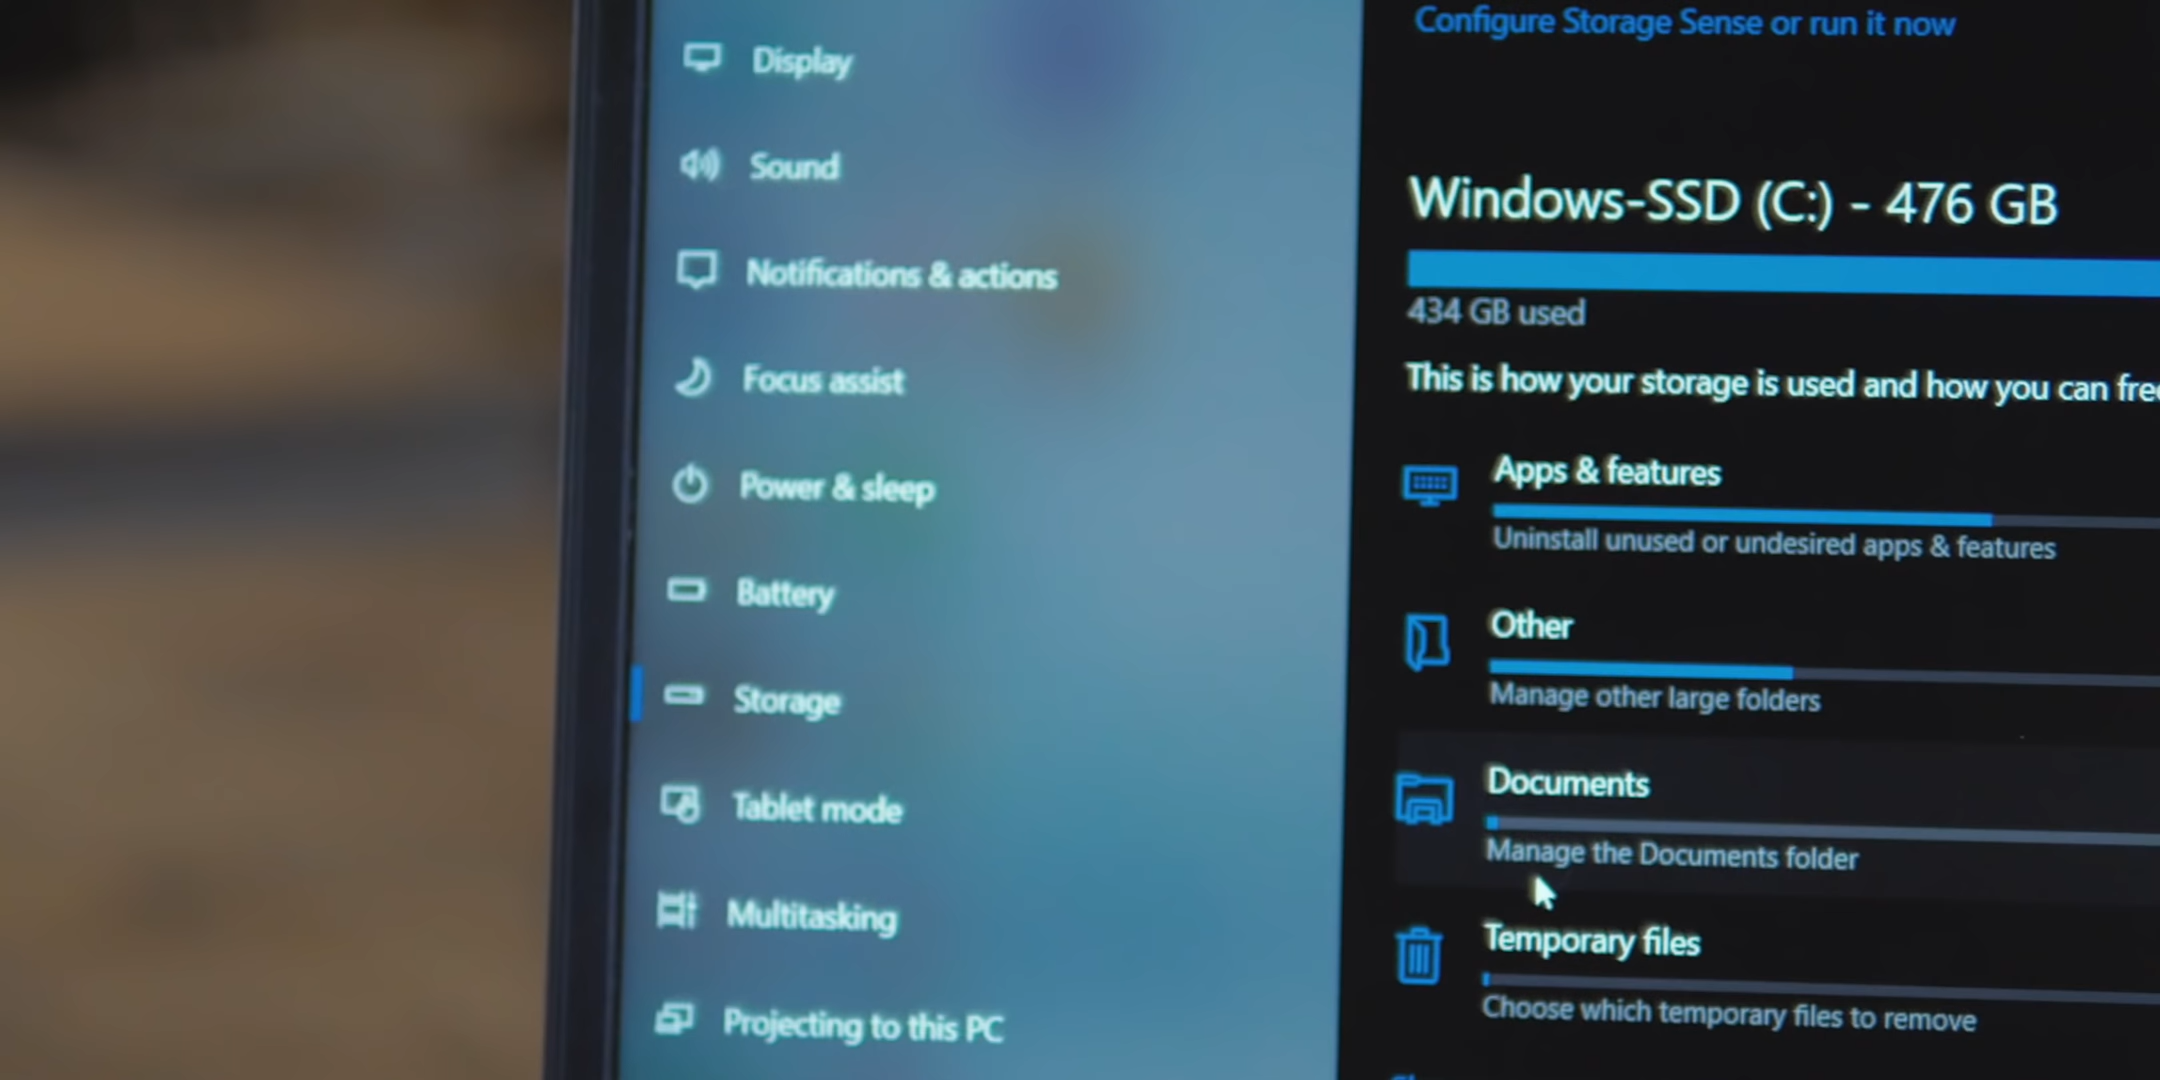 Display
Sound
Notifications & actions
Focus assist
Power & sleep
Battery
Storage
Tablet mode
Multitasking
Projecting to this PC
Configure Storage Sense or run it now
Windows-SSD (C:) - 476 GB
434 GB used
This is how your storage is used and how you can
Apps & features
Uninstall unused or undesired apps & features
Other
Manage other large folders
Documents
Manage the Documents folder
Temporary files
Choose which temporary files to remove